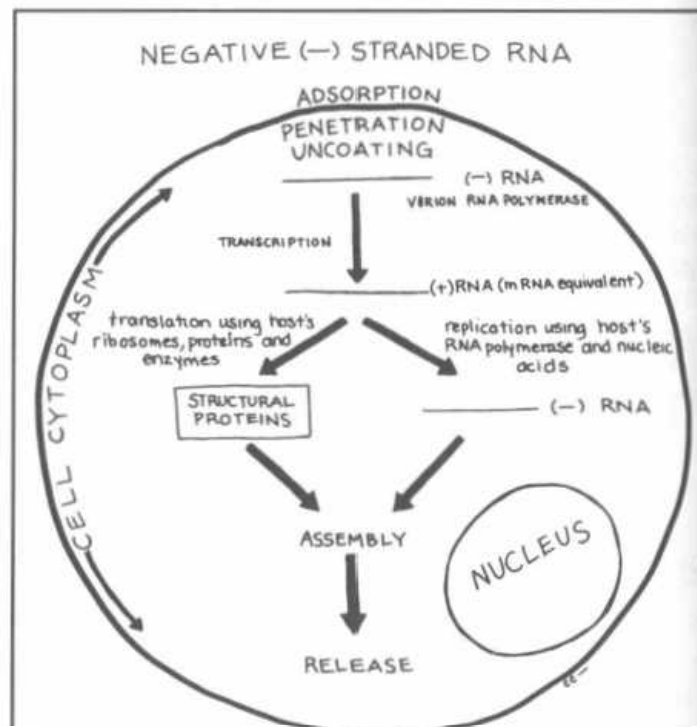 NEGATIVE (—) STRANDED RNA
ADSORPTION
PENETRATION
UNCOATING
(—) RNA
VIRION RNA POLYMERASE
TRANSCRIPTION
(+)RNA (mRNA equivalent)
translation using host's
ribosomes, proteins and
enzymes
replication using host's
RNA polymerase and nucleic
acids
STRUCTURAL
PROTEINS
(—) RNA
CELL CYTOPLASM
ASSEMBLY
NUCLEUS
RELEASE